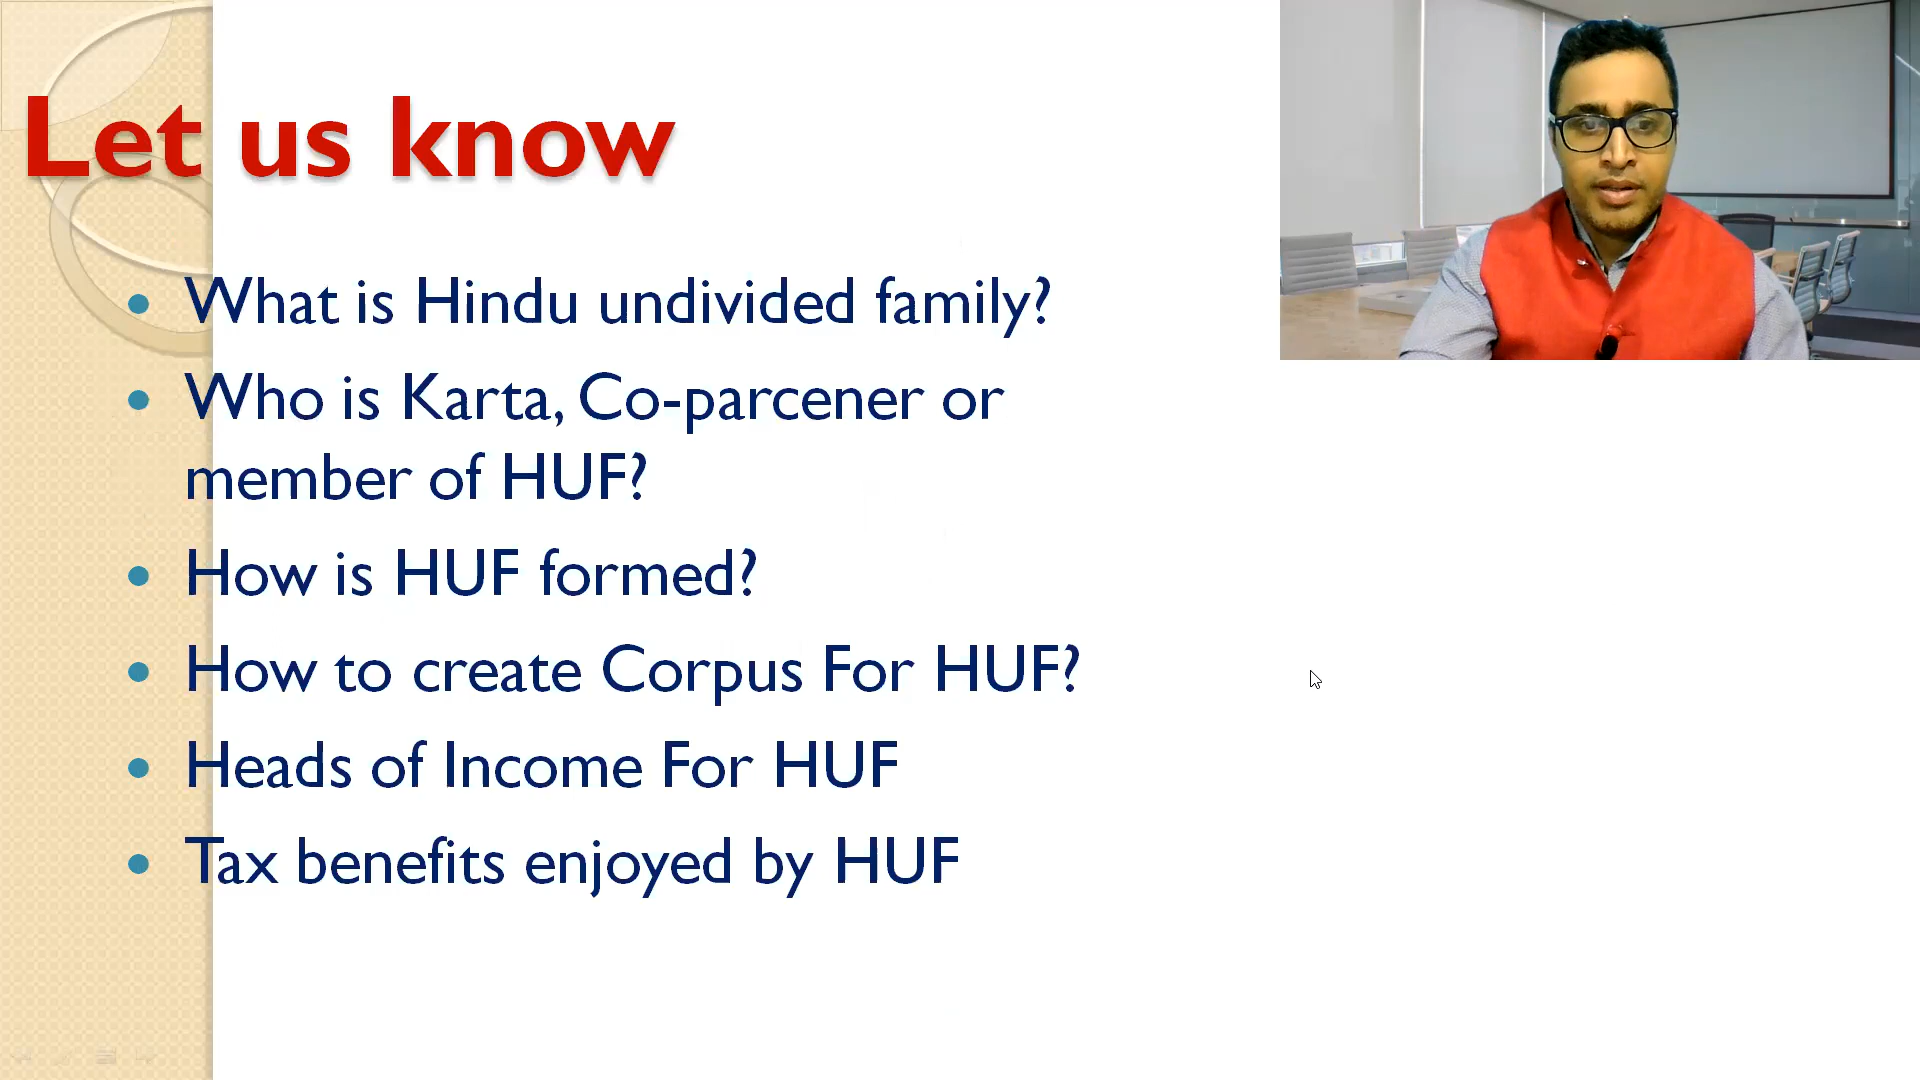 Let us know
What is Hindu undivided family?
Who is Karta, Co-parcener or
member of HUF?
How is HUF formed?
How to create Corpus For HUF?
Heads of Income For HUF
Tax benefits enjoyed by HUF